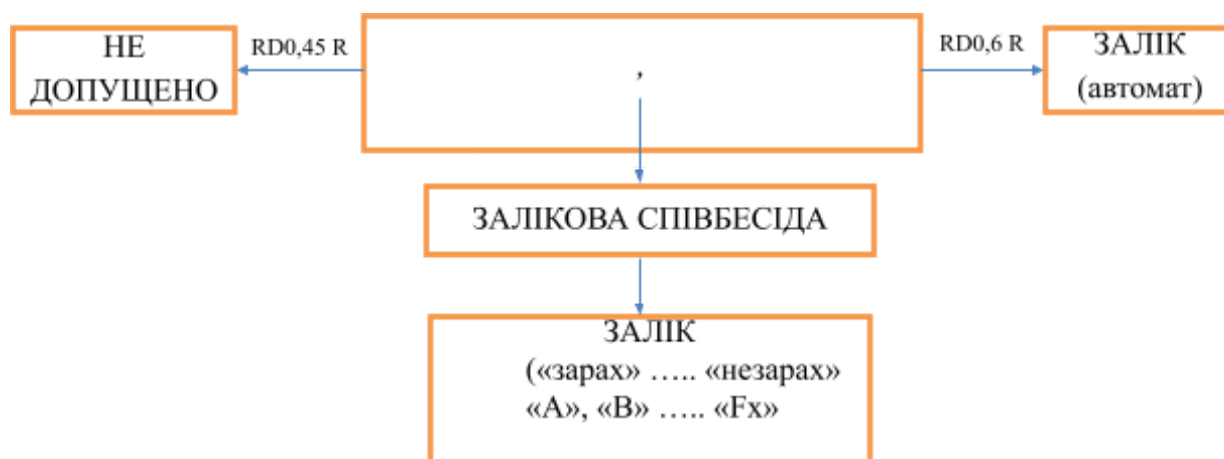 НЕ
ДОПУЩЕНО
RD0,45 R
,
RD0,6 R
ЗАЛІК
(автомат)
ЗАЛІКОВА СПІВБЕСІДА
ЗАЛІК
(«зарах» ….. «незарах»
«A», «B» ….. «Fx»